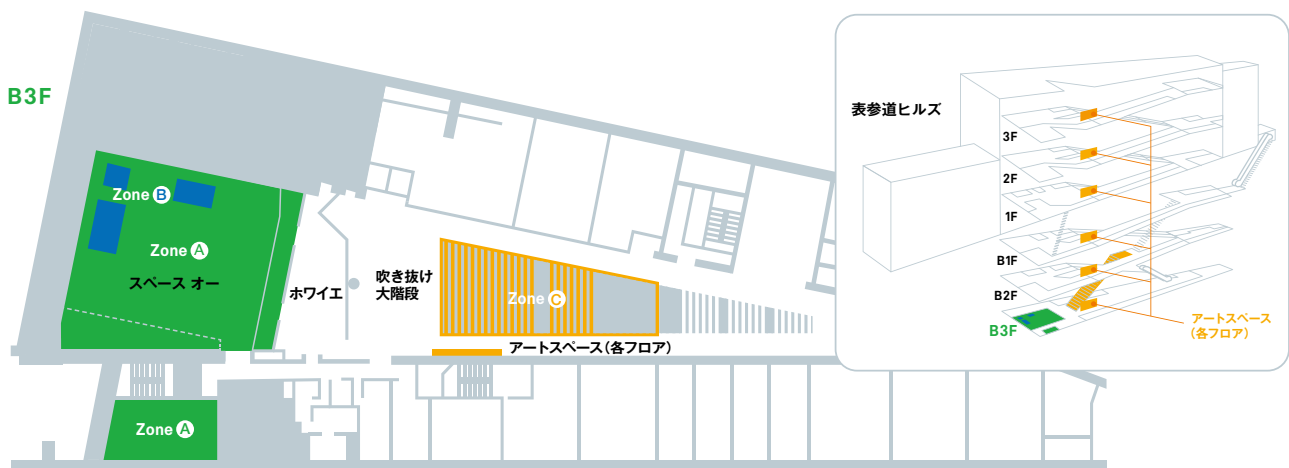 B3F
Zone B
Zone A
スペース オー
ホワイエ
吹き抜け
大階段
Zone C
アートスペース（各フロア）
Zone A
表参道ヒルズ
3F
2F
1F
B1F
B2F
B3F
アートスペース
（各フロア）